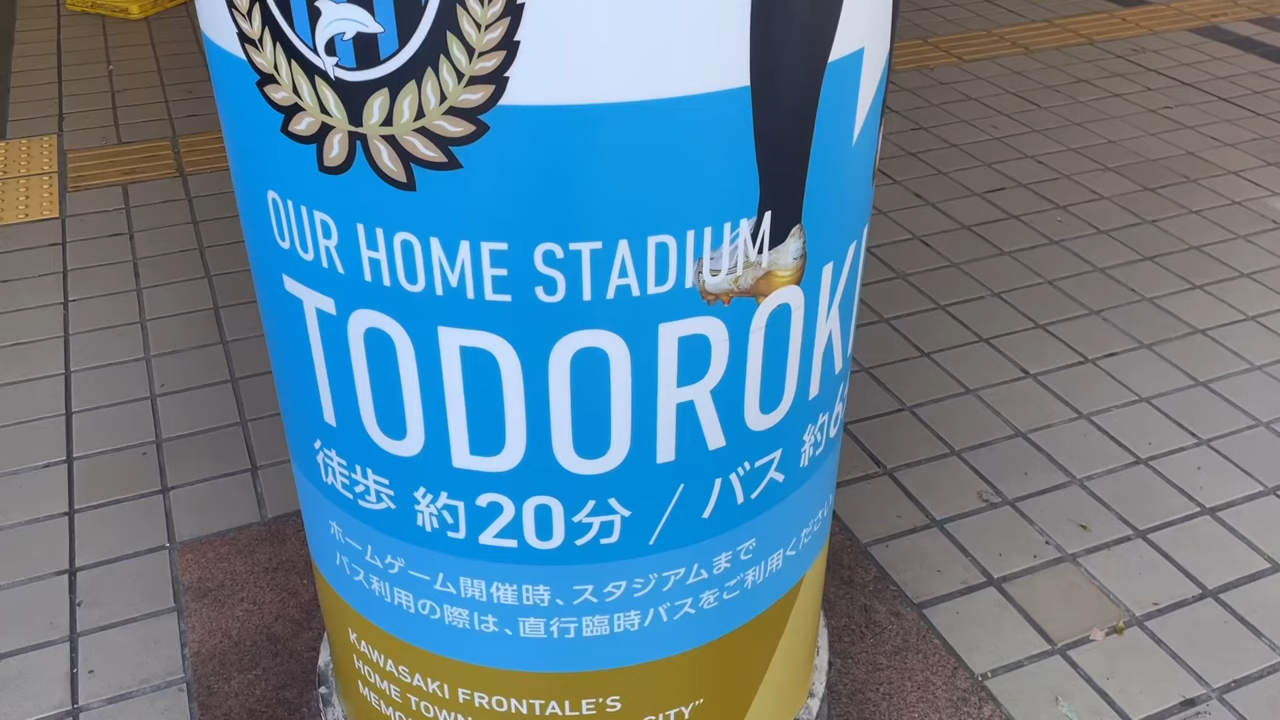 OUR HOME STADIUM
TODOROKI
徒歩 約20分 / バス 約6
ホームゲーム開催時、スタジアムまで
バス利用の際は、直行臨時バスをご利用ください
KAWASAKI FRONTALE'S
HOME TOWN
CITY"